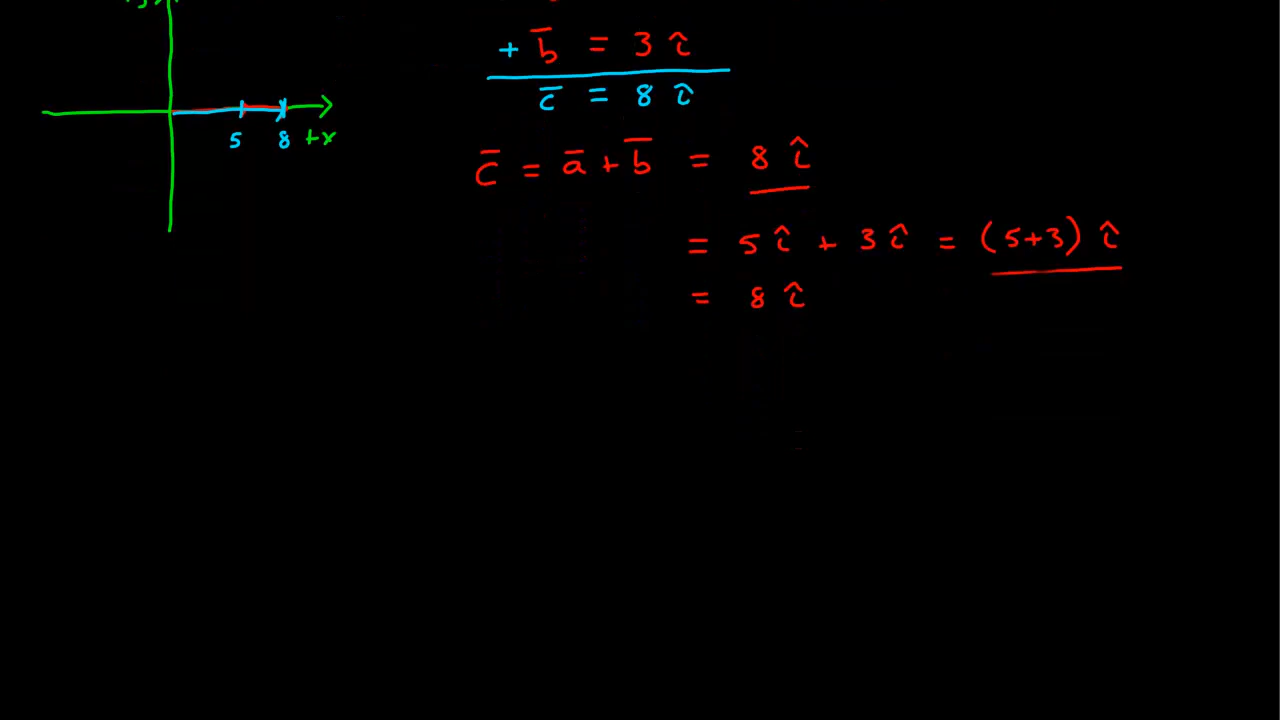 + b̅ = 3 î
c̅ = 8 î
5 8 +x
c̅ = a̅ + b̅ = 8 î
= 5 î + 3 î = (5+3) î
= 8 î